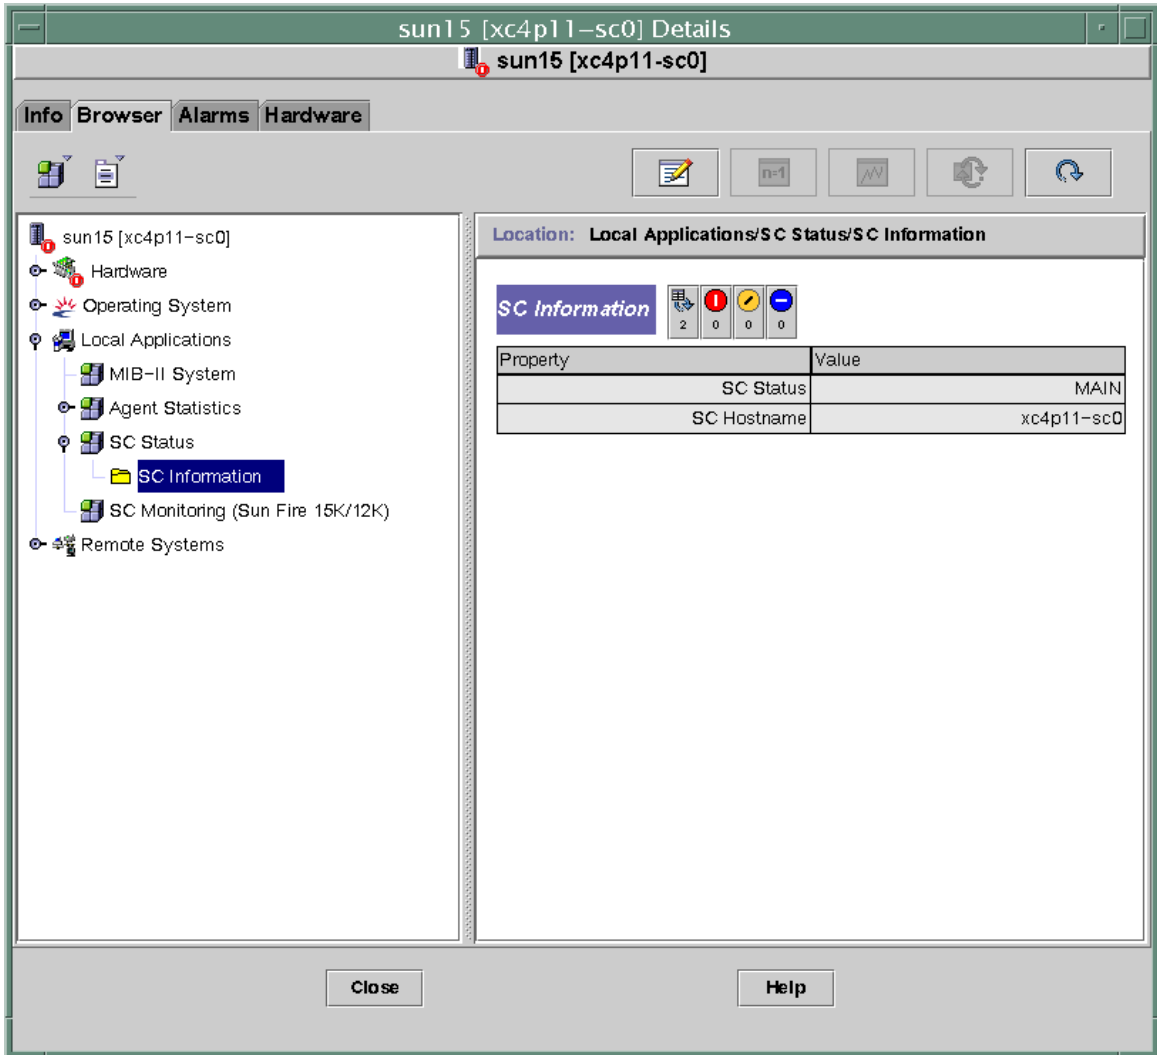 sun15 [xc4p11-sc0] Details
sun15 [xc4p11-sc0]
Info Browser Alarms Hardware
n=1
sun15 [xc4p11-sc0]
Hardware
Operating System
Local Applications
MIB-II System
Agent Statistics
SC Status
SC Information
SC Monitoring (Sun Fire 15K/12K)
Remote Systems
Location: Local Applications/SC Status/SC Information
SC Information
2 0 0 0
Property Value
SC Status MAIN
SC Hostname xc4p11-sc0
Close Help